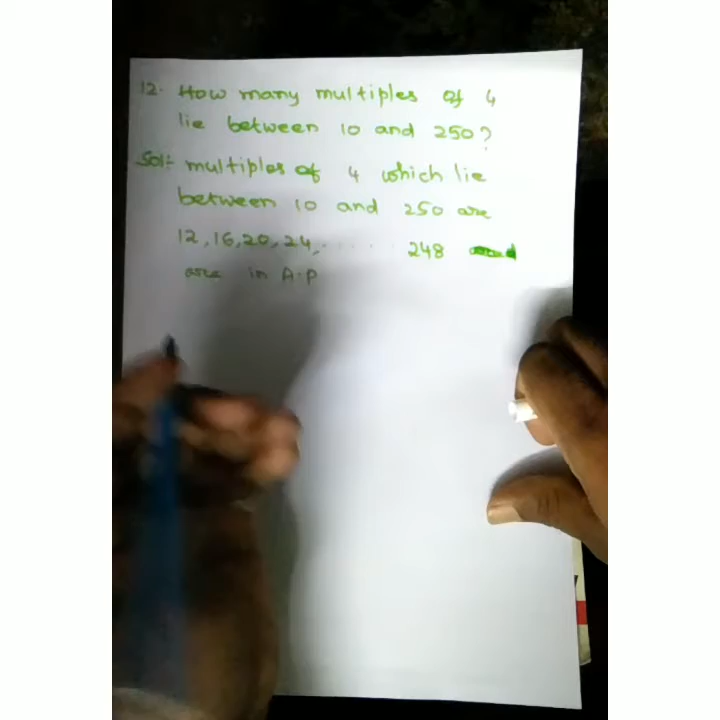 12. How many multiples of 4
lie between 10 and 250?
Sol:- multiples of 4 which lie
between 10 and 250 are
12, 16, 20, 24, . . . . . 248
are in A.P